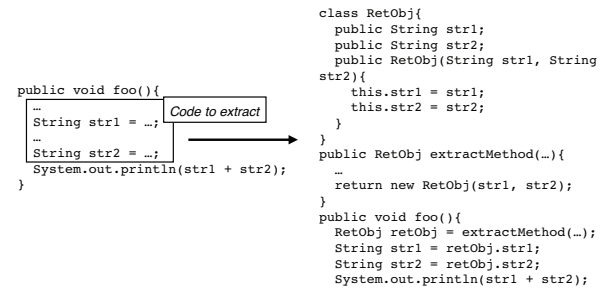 public void foo(){
…
String str1 = …;
…
String str2 = …;
System.out.println(str1 + str2);
}
Code to extract
class RetObj{
public String str1;
public String str2;
public RetObj(String str1, String
str2){
this.str1 = str1;
this.str2 = str2;
}
}
public RetObj extractMethod(…){
…
return new RetObj(str1, str2);
}
public void foo(){
RetObj retObj = extractMethod(…);
String str1 = retObj.str1;
String str2 = retObj.str2;
System.out.println(str1 + str2);